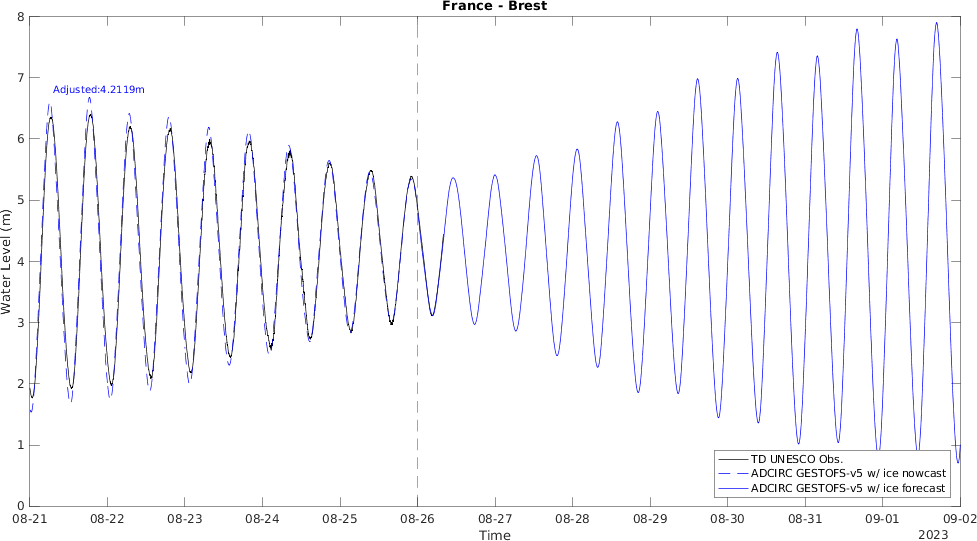 France - Brest
Water Level (m)
8
7
6
5
4
3
2
1
0
Adjusted:4.2119m
TD UNESCO Obs.
ADCIRC GESTOFS-v5 w/ ice nowcast
ADCIRC GESTOFS-v5 w/ ice forecast
08-21 08-22 08-23 08-24 08-25 08-26 08-27 08-28 08-29 08-30 08-31 09-01 09-02
Time
2023